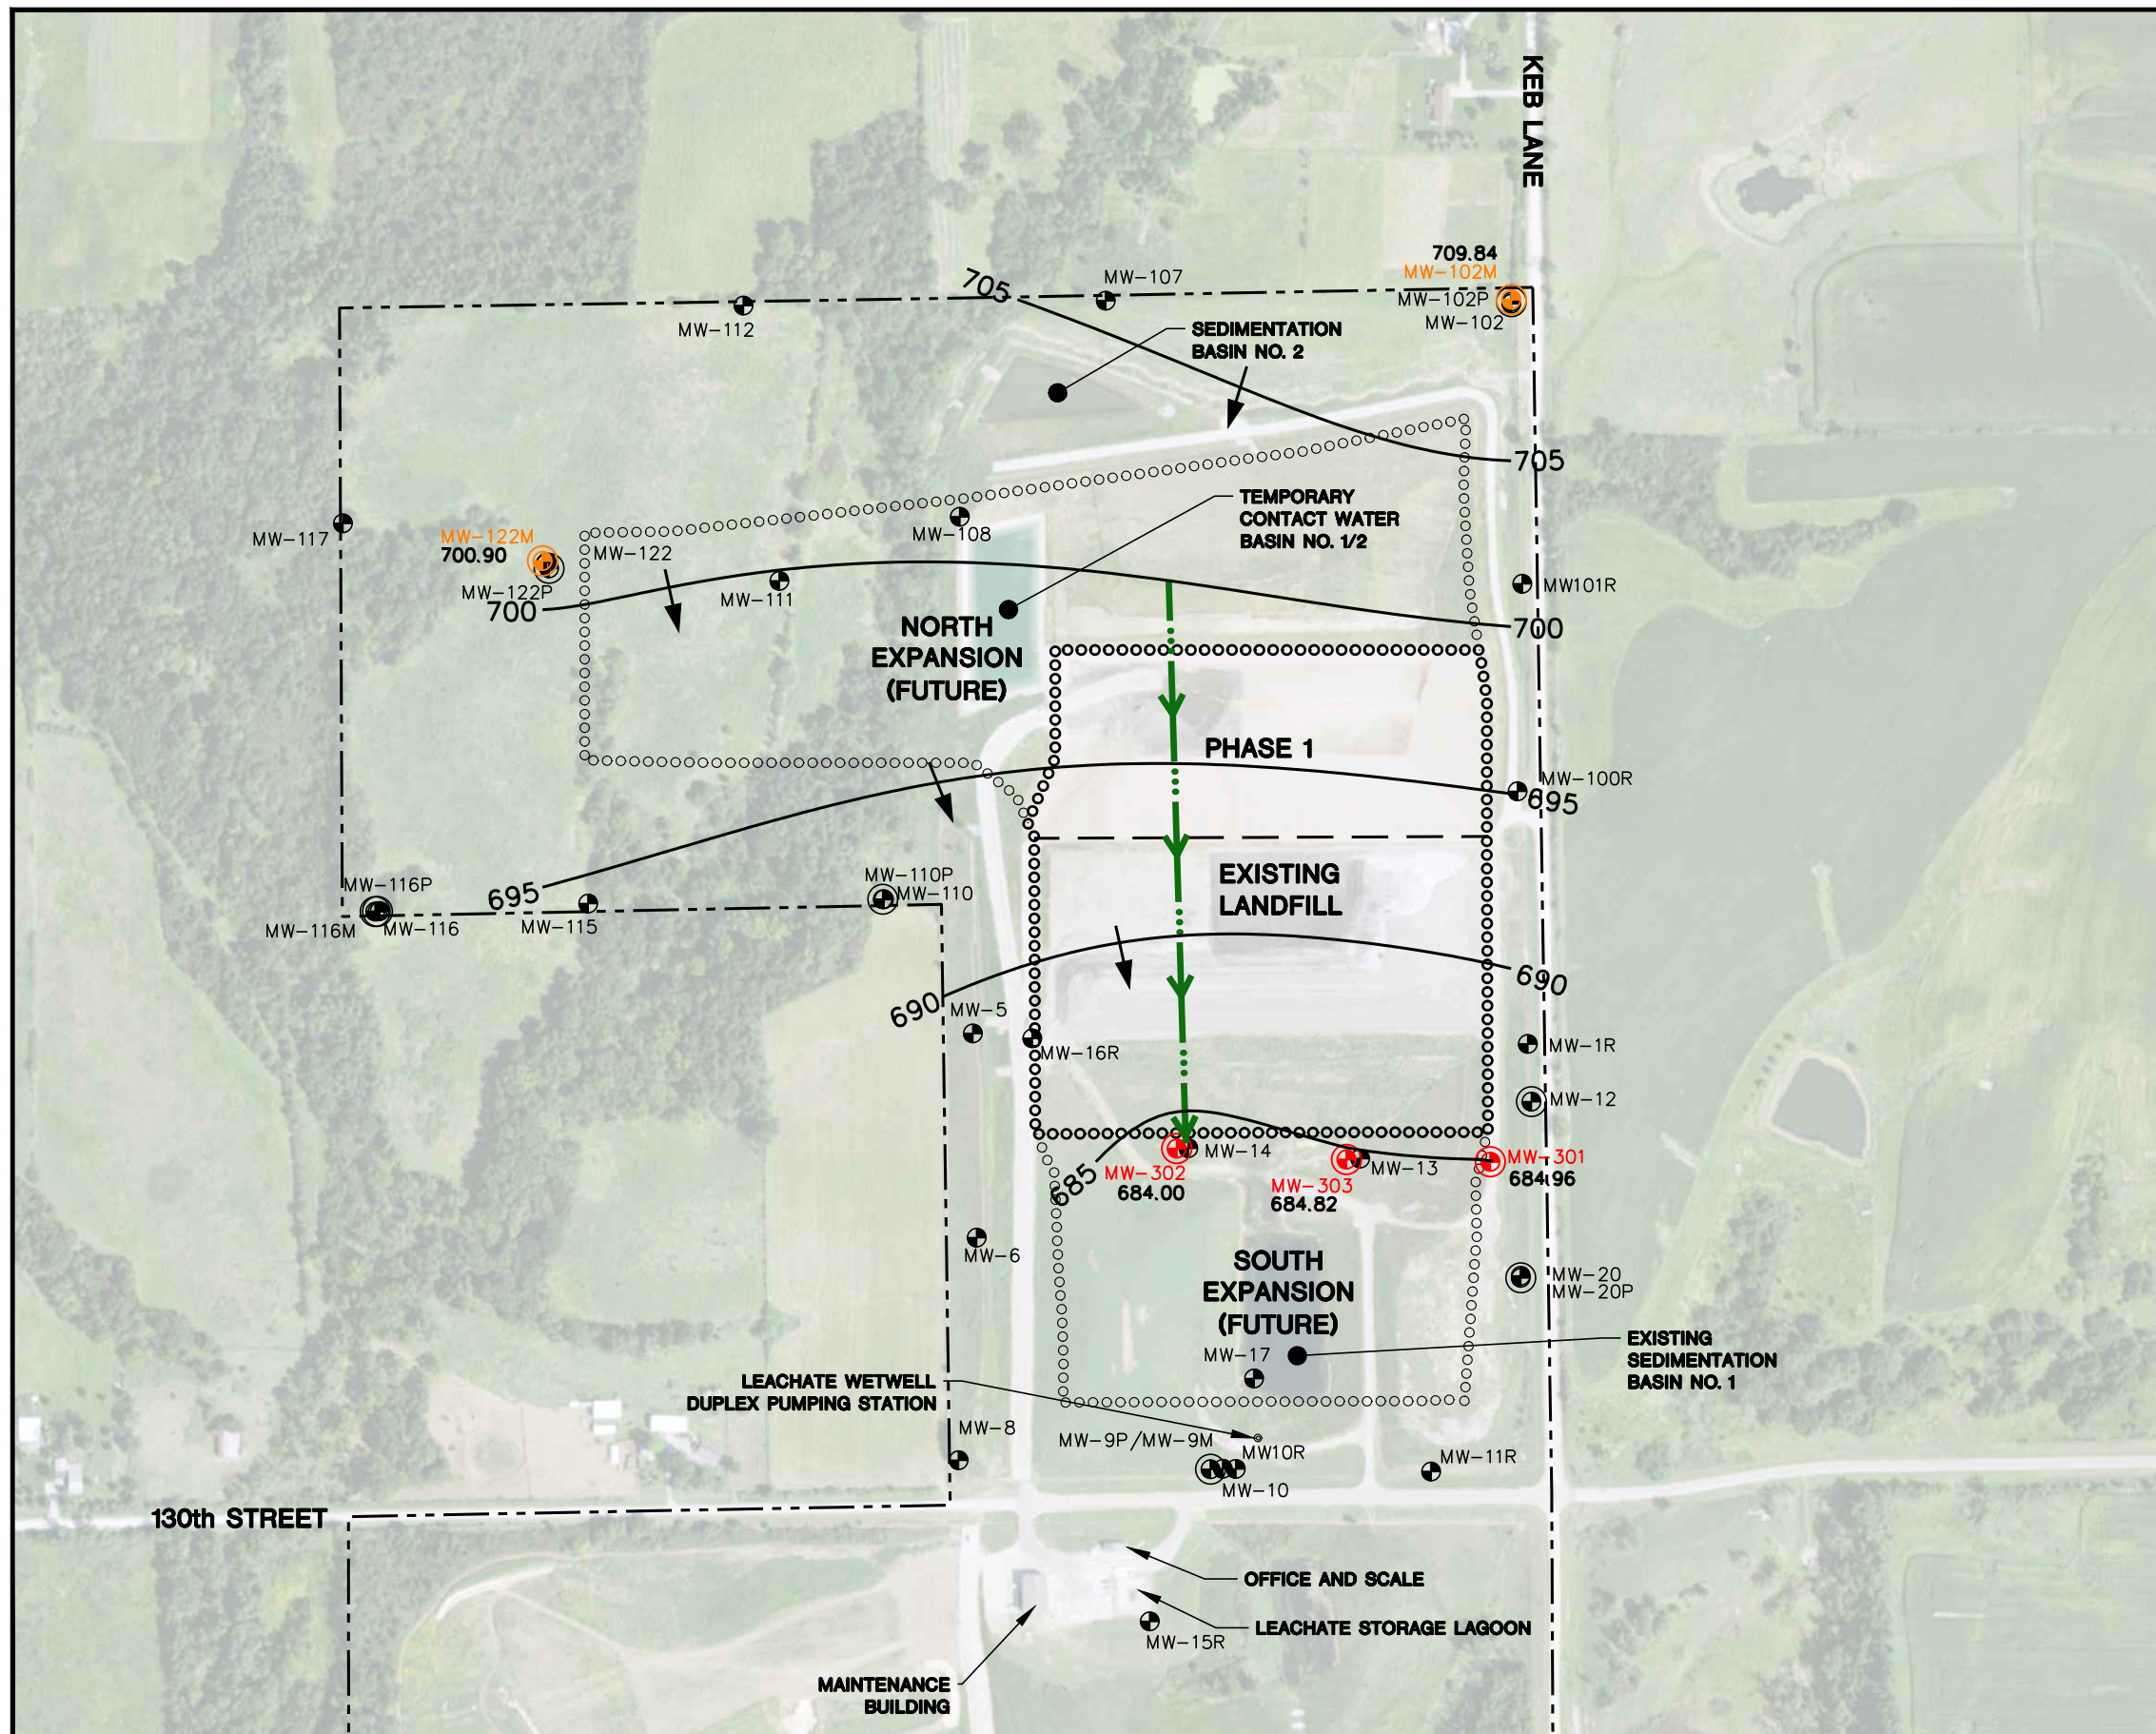 KEB LANE
709.84
MW-102M
MW-102P
MW-102
705
MW-107
MW-112
SEDIMENTATION
BASIN NO. 2
705
TEMPORARY
CONTACT WATER
BASIN NO. 1/2
MW-117
MW-122M
700.90
MW-122
MW-122P
MW-108
MW-111
MW101R
700
700
NORTH
EXPANSION
(FUTURE)
PHASE 1
MW-100R
695
EXISTING
LANDFILL
MW-116P
MW-116M
MW-116
695
MW-115
MW-110P
MW-110
690
690
MW-5
MW-16R
MW-1R
MW-12
685
MW-302
684.00
MW-14
MW-303
684.82
MW-13
MW-301
684.96
MW-6
SOUTH
EXPANSION
(FUTURE)
MW-20
MW-20P
MW-17
EXISTING
SEDIMENTATION
BASIN NO. 1
LEACHATE WETWELL
DUPLEX PUMPING STATION
MW-8
MW-9P/MW-9M
MW10R
MW-10
MW-11R
130th STREET
OFFICE AND SCALE
LEACHATE STORAGE LAGOON
MW-15R
MAINTENANCE
BUILDING